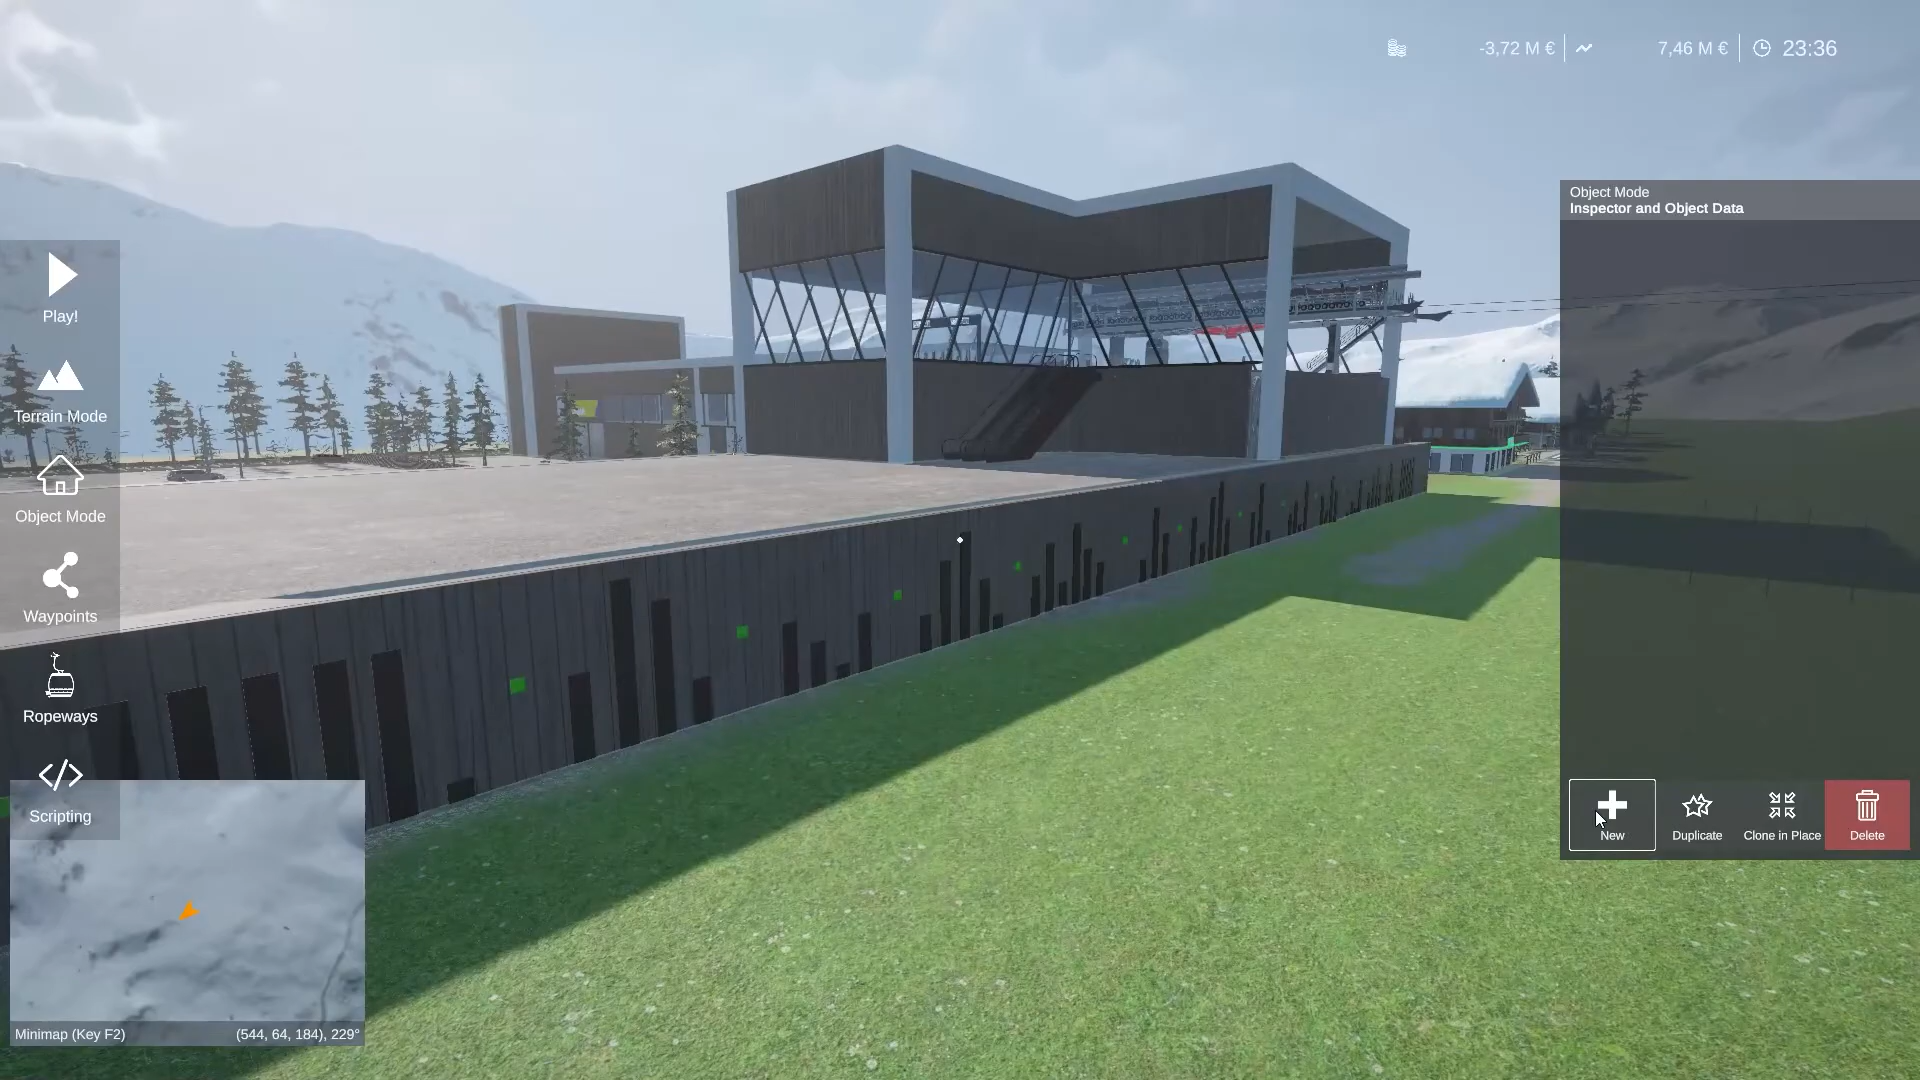 -3,72 M €
7,46 M €
23:36
Object Mode
Inspector and Object Data
Play!
Terrain Mode
Object Mode
Waypoints
Ropeways
Scripting
New
Duplicate
Clone in Place
Delete
Minimap (Key F2)
(544, 64, 184), 229°